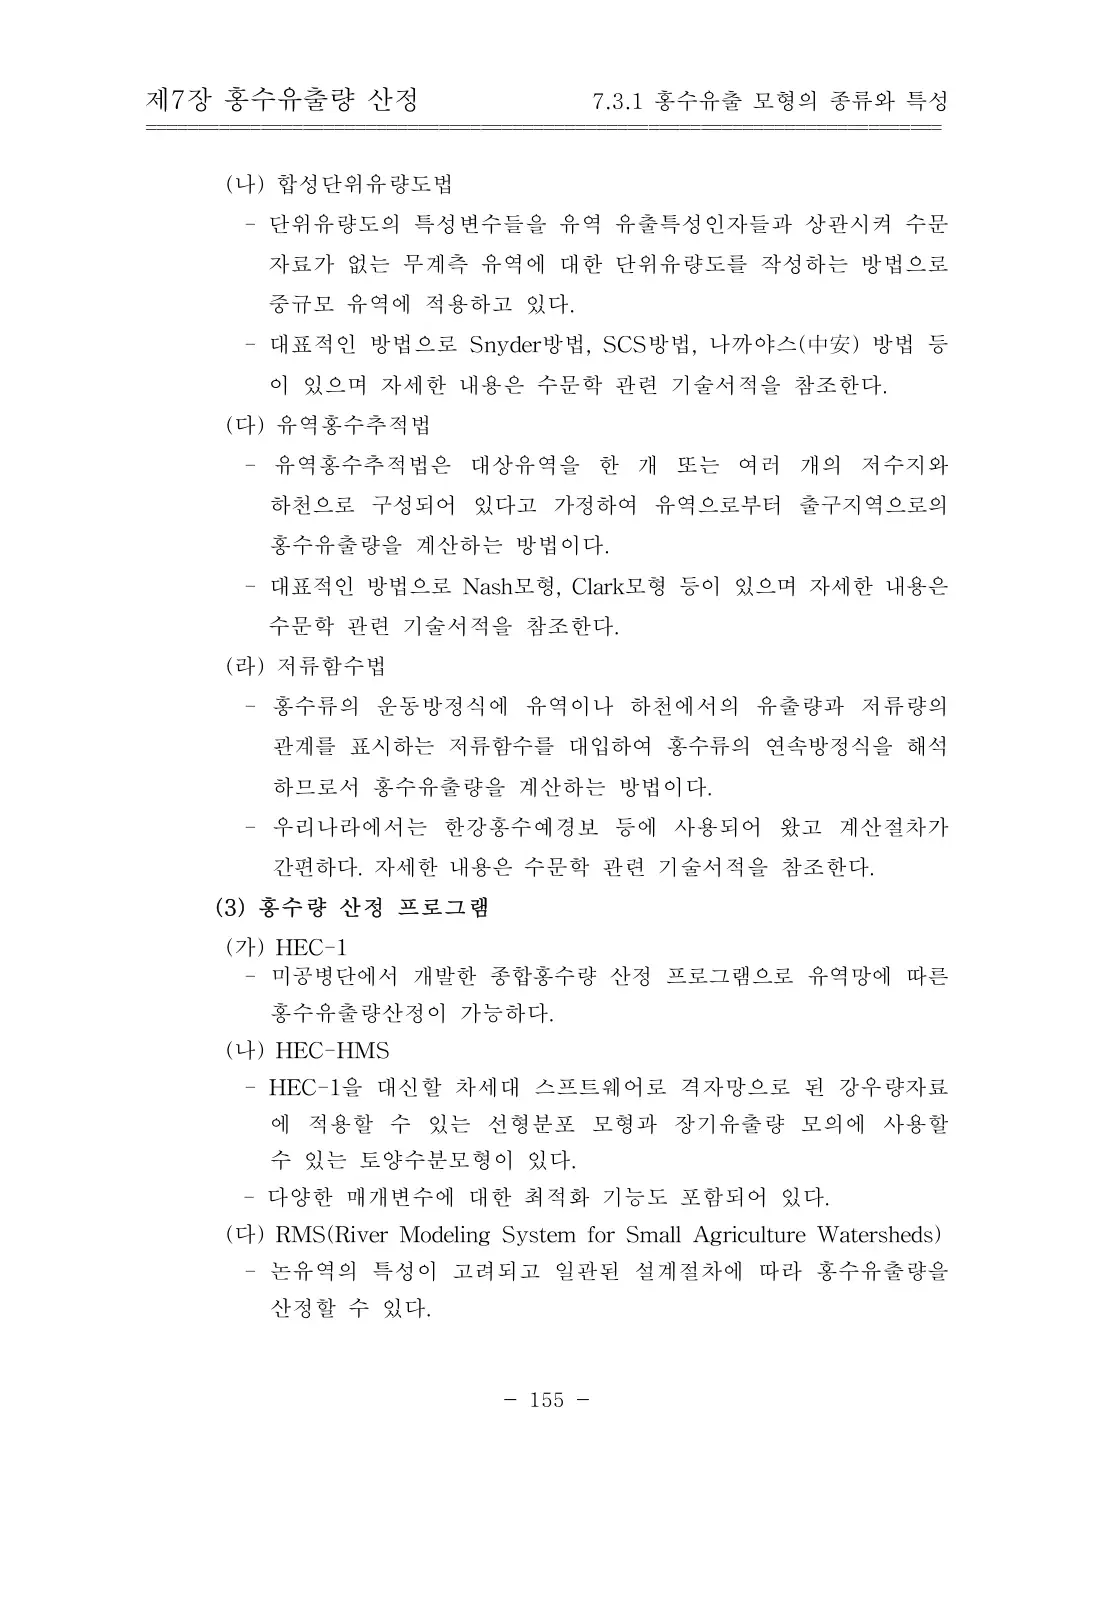 제7장 홍수유출량 산정 7.3.1 홍수유출 모형의 종류와 특성
(나) 합성단위유량도법
- 단위유량도의 특성변수들을 유역 유출특성인자들과 상관시켜 수문
자료가 없는 무계측 유역에 대한 단위유량도를 작성하는 방법으로
중규모 유역에 적용하고 있다.
- 대표적인 방법으로 Snyder방법, SCS방법, 나까야스(中安) 방법 등
이 있으며 자세한 내용은 수문학 관련 기술서적을 참조한다.
(다) 유역홍수추적법
- 유역홍수추적법은 대상유역을 한 개 또는 여러 개의 저수지와
하천으로 구성되어 있다고 가정하여 유역으로부터 출구지역으로의
홍수유출량을 계산하는 방법이다.
- 대표적인 방법으로 Nash모형, Clark모형 등이 있으며 자세한 내용은
수문학 관련 기술서적을 참조한다.
(라) 저류함수법
- 홍수류의 운동방정식에 유역이나 하천에서의 유출량과 저류량의
관계를 표시하는 저류함수를 대입하여 홍수류의 연속방정식을 해석
하므로서 홍수유출량을 계산하는 방법이다.
- 우리나라에서는 한강홍수예경보 등에 사용되어 왔고 계산절차가
간편하다. 자세한 내용은 수문학 관련 기술서적을 참조한다.
(3) 홍수량 산정 프로그램
(가) HEC-1
- 미공병단에서 개발한 종합홍수량 산정 프로그램으로 유역망에 따른
홍수유출량산정이 가능하다.
(나) HEC-HMS
- HEC-1을 대신할 차세대 스프트웨어로 격자망으로 된 강우량자료
에 적용할 수 있는 선형분포 모형과 장기유출량 모의에 사용할
수 있는 토양수분모형이 있다.
- 다양한 매개변수에 대한 최적화 기능도 포함되어 있다.
(다) RMS(River Modeling System for Small Agriculture Watersheds)
- 논유역의 특성이 고려되고 일관된 설계절차에 따라 홍수유출량을
산정할 수 있다.
- 155 -